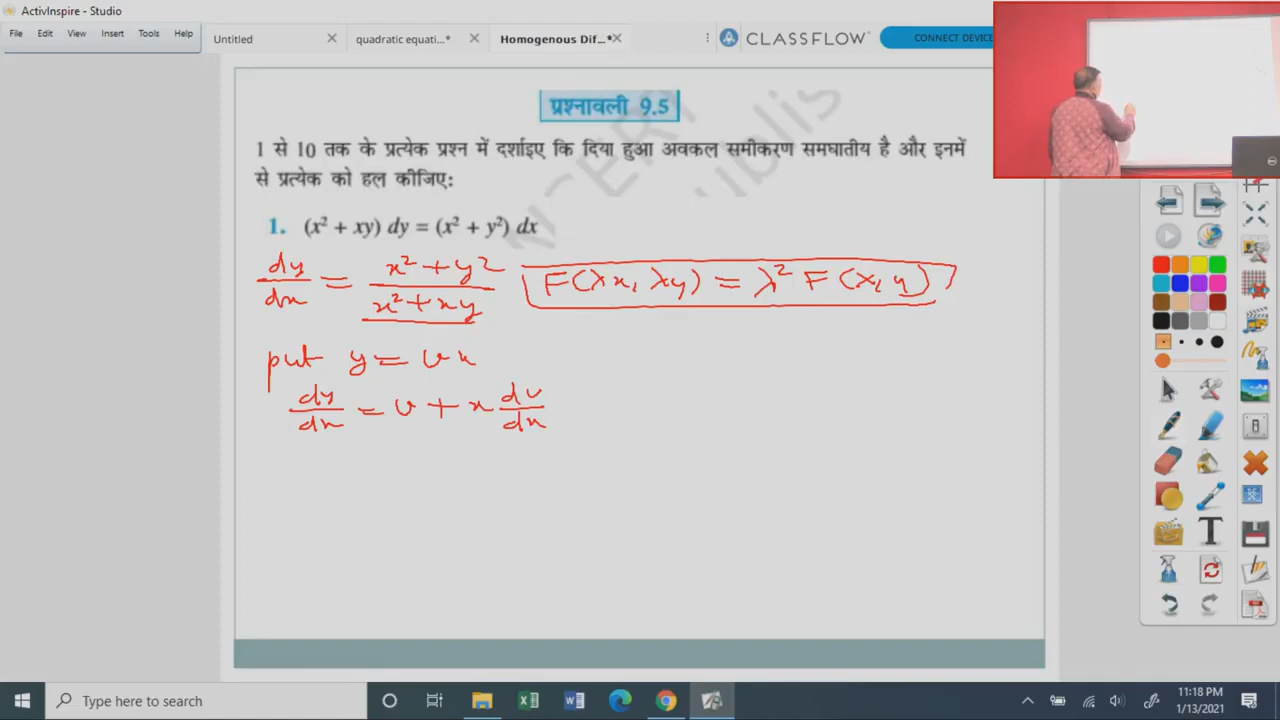 ActivInspire - Studio
File Edit View Insert Tools Help
Untitled
quadratic equati...*
Homogenous Dif...*
CLASSFLOW
CONNECT DEVICE
प्रश्नावली 9.5
1 से 10 तक के प्रत्येक प्रश्न में दर्शाइए कि दिया हुआ अवकल समीकरण समघातीय है और इनमें
से प्रत्येक को हल कीजिए:
1. (x² + xy) dy = (x² + y²) dx
dy/dx = (x² + y²)/(x² + xy) F(λx, λy) = λ² F(x, y)
put y = vx
dy/dx = v + x dv/dx
Type here to search
11:18 PM
1/13/2021